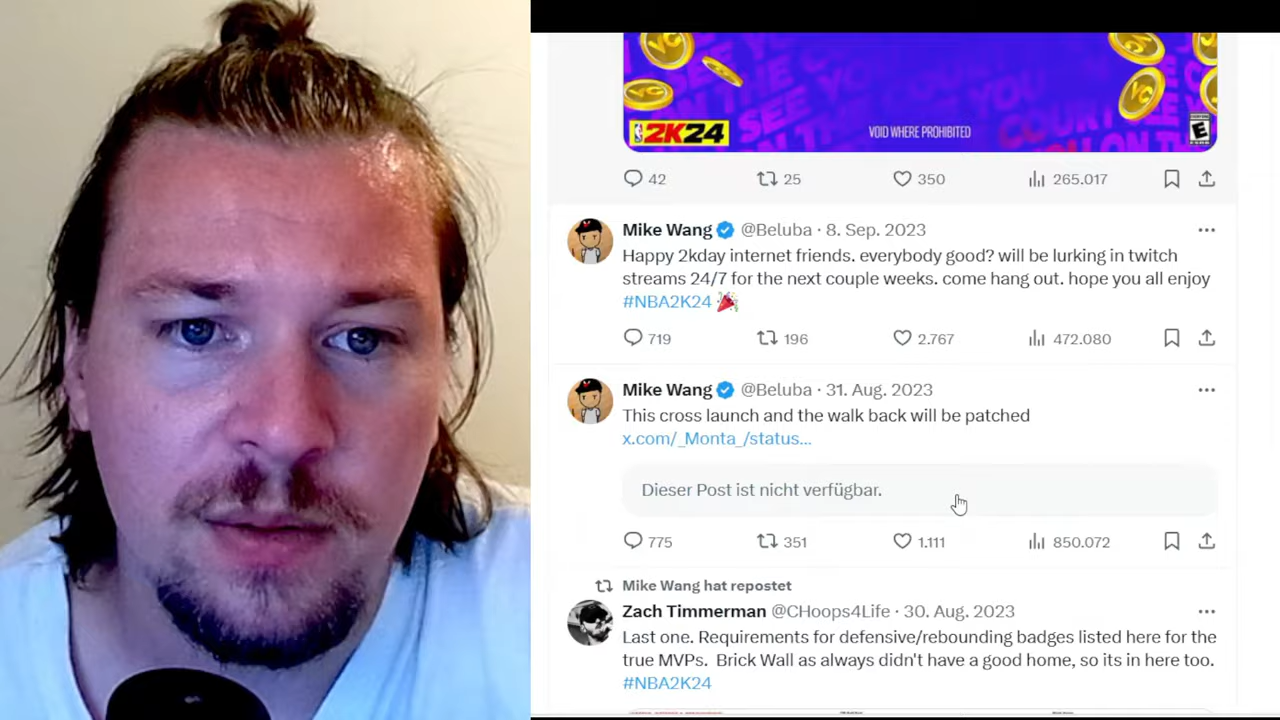 VC
VC
VC
2K24
VOID WHERE PROHIBITED
E
42 25 350 265.017
Mike Wang @Beluba · 8. Sep. 2023
Happy 2kday internet friends. everybody good? will be lurking in twitch
streams 24/7 for the next couple weeks. come hang out. hope you all enjoy
#NBA2K24
719 196 2.767 472.080
Mike Wang @Beluba · 31. Aug. 2023
This cross launch and the walk back will be patched
x.com/_Monta_/status...
Dieser Post ist nicht verfügbar.
775 351 1.111 850.072
Mike Wang hat repostet
Zach Timmerman @CHoops4Life · 30. Aug. 2023
Last one. Requirements for defensive/rebounding badges listed here for the
true MVPs. Brick Wall as always didn't have a good home, so its in here too.
#NBA2K24